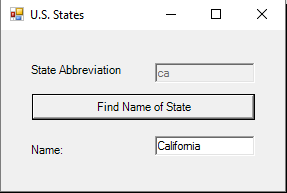 U.S. States
State Abbreviation
ca
Find Name of State
Name:
California